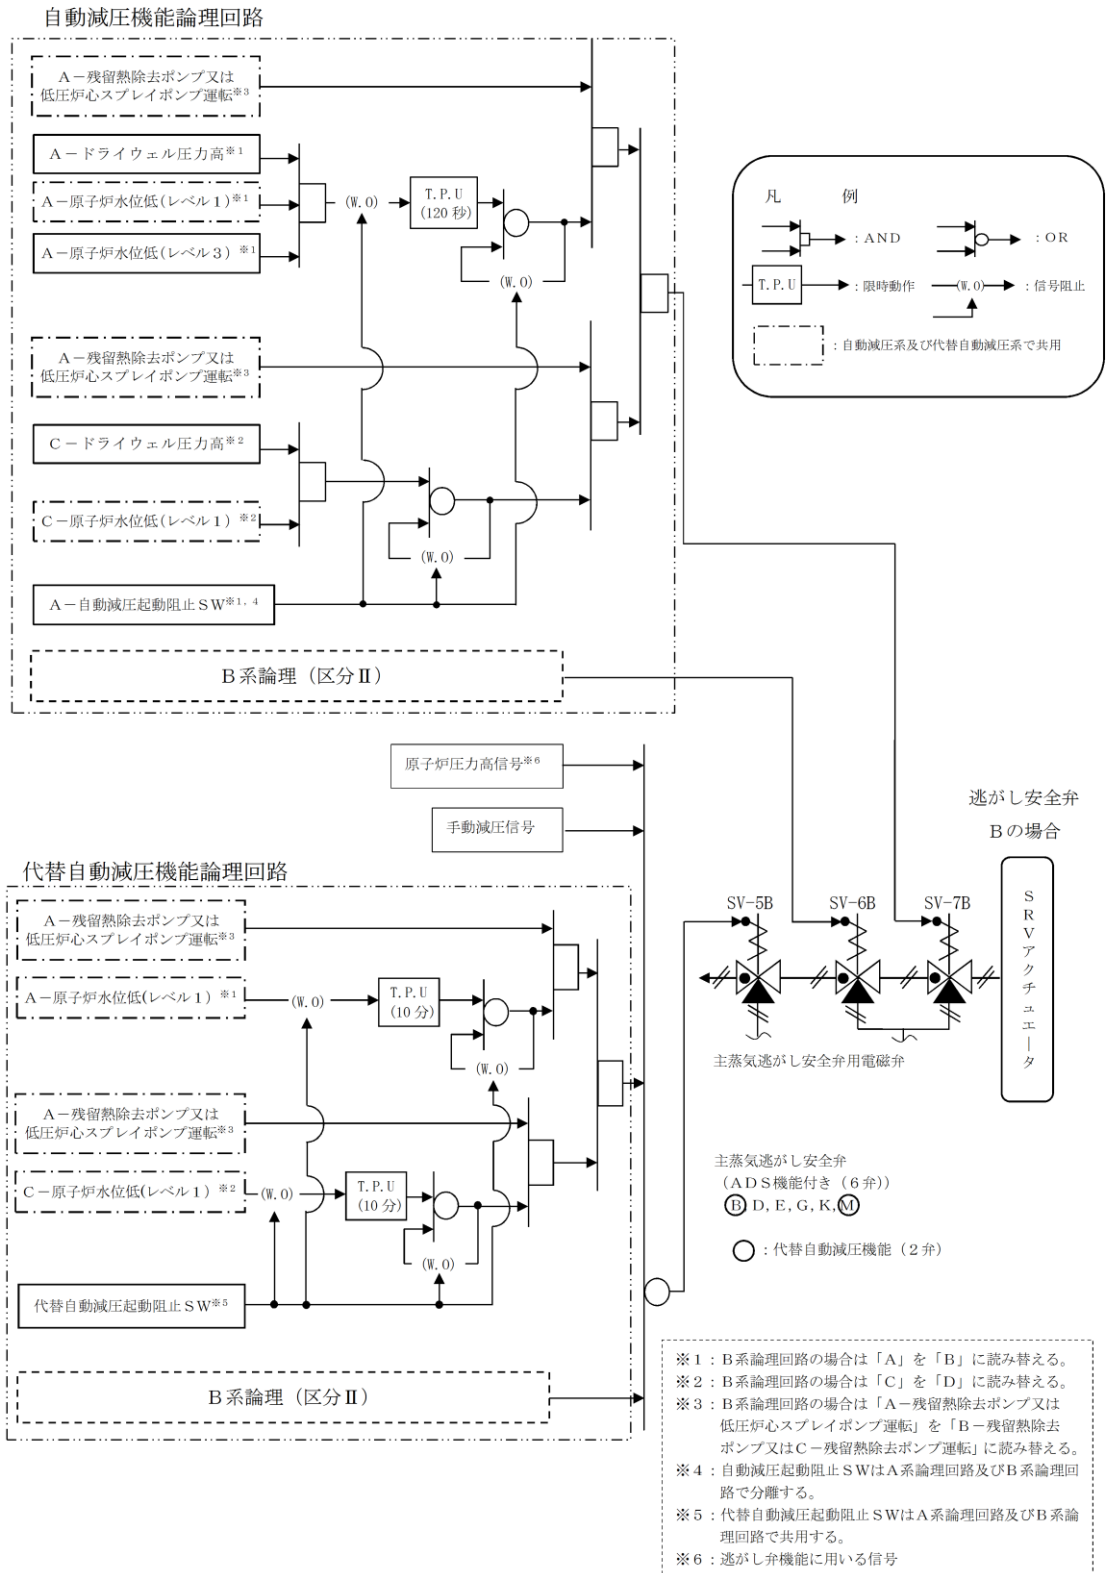 自動減圧機能論理回路
A－残留熱除去ポンプ又は
低圧炉心スプレイポンプ運転※3
A－ドライウェル圧力高※1
A－原子炉水位低(レベル1)※1
A－原子炉水位低(レベル3)※1
(W.O)
T.P.U
(120秒)
(W.O)
A－残留熱除去ポンプ又は
低圧炉心スプレイポンプ運転※3
C－ドライウェル圧力高※2
C－原子炉水位低(レベル1)※2
(W.O)
A－自動減圧起動阻止SW※1, 4
B系論理（区分Ⅱ）
凡 例
：AND
：OR
T.P.U
：限時動作
(W.O)
：信号阻止
：自動減圧系及び代替自動減圧系で共用
原子炉圧力高信号※6
手動減圧信号
代替自動減圧機能論理回路
A－残留熱除去ポンプ又は
低圧炉心スプレイポンプ運転※3
A－原子炉水位低(レベル1)※1
(W.O)
T.P.U
(10分)
(W.O)
A－残留熱除去ポンプ又は
低圧炉心スプレイポンプ運転※3
C－原子炉水位低(レベル1)※2
(W.O)
T.P.U
(10分)
(W.O)
代替自動減圧起動阻止SW※5
B系論理（区分Ⅱ）
逃がし安全弁
Bの場合
SV-5B
SV-6B
SV-7B
SRVアクチュエータ
主蒸気逃がし安全弁用電磁弁
主蒸気逃がし安全弁
（ADS機能付き（6弁））
B, D, E, G, K, M
：代替自動減圧機能（2弁）
※1：B系論理回路の場合は「A」を「B」に読み替える。
※2：B系論理回路の場合は「C」を「D」に読み替える。
※3：B系論理回路の場合は「A－残留熱除去ポンプ又は
低圧炉心スプレイポンプ運転」を「B－残留熱除去
ポンプ又はC－残留熱除去ポンプ運転」に読み替える。
※4：自動減圧起動阻止SWはA系論理回路及びB系論理回
路で分離する。
※5：代替自動減圧起動阻止SWはA系論理回路及びB系論
理回路で共用する。
※6：逃がし弁機能に用いる信号